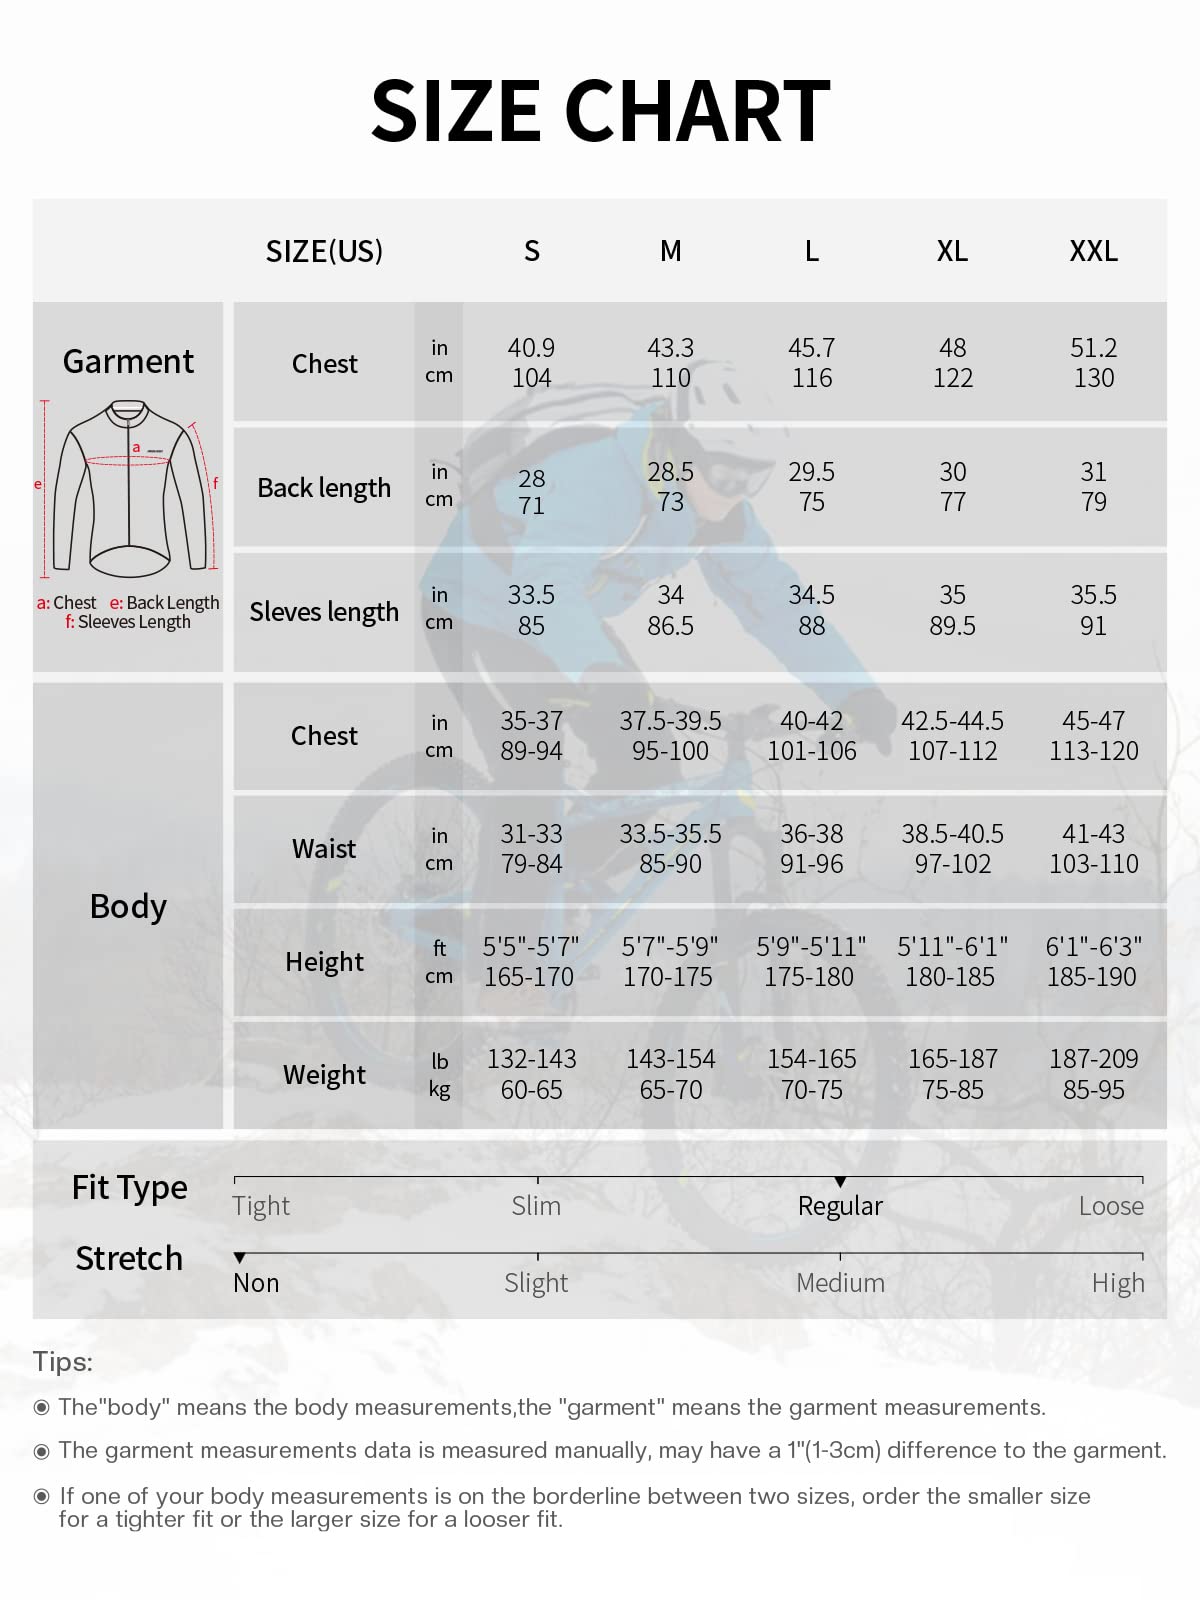 SIZE CHART
SIZE(US) S M L XL XXL
Garment
a
e
f
a: Chest e: Back Length
f: Sleeves Length
Chest in 40.9 43.3 45.7 48 51.2
cm 104 110 116 122 130
Back length in 28 28.5 29.5 30 31
cm 71 73 75 77 79
Sleves length in 33.5 34 34.5 35 35.5
cm 85 86.5 88 89.5 91
Body
Chest in 35-37 37.5-39.5 40-42 42.5-44.5 45-47
cm 89-94 95-100 101-106 107-112 113-120
Waist in 31-33 33.5-35.5 36-38 38.5-40.5 41-43
cm 79-84 85-90 91-96 97-102 103-110
Height ft 5'5"-5'7" 5'7"-5'9" 5'9"-5'11" 5'11"-6'1" 6'1"-6'3"
cm 165-170 170-175 175-180 180-185 185-190
Weight lb 132-143 143-154 154-165 165-187 187-209
kg 60-65 65-70 70-75 75-85 85-95
Fit Type
Tight Slim Regular Loose
Stretch
Non Slight Medium High
Tips:
◉ The"body" means the body measurements,the "garment" means the garment measurements.
◉ The garment measurements data is measured manually, may have a 1"(1-3cm) difference to the garment.
◉ If one of your body measurements is on the borderline between two sizes, order the smaller size
for a tighter fit or the larger size for a looser fit.